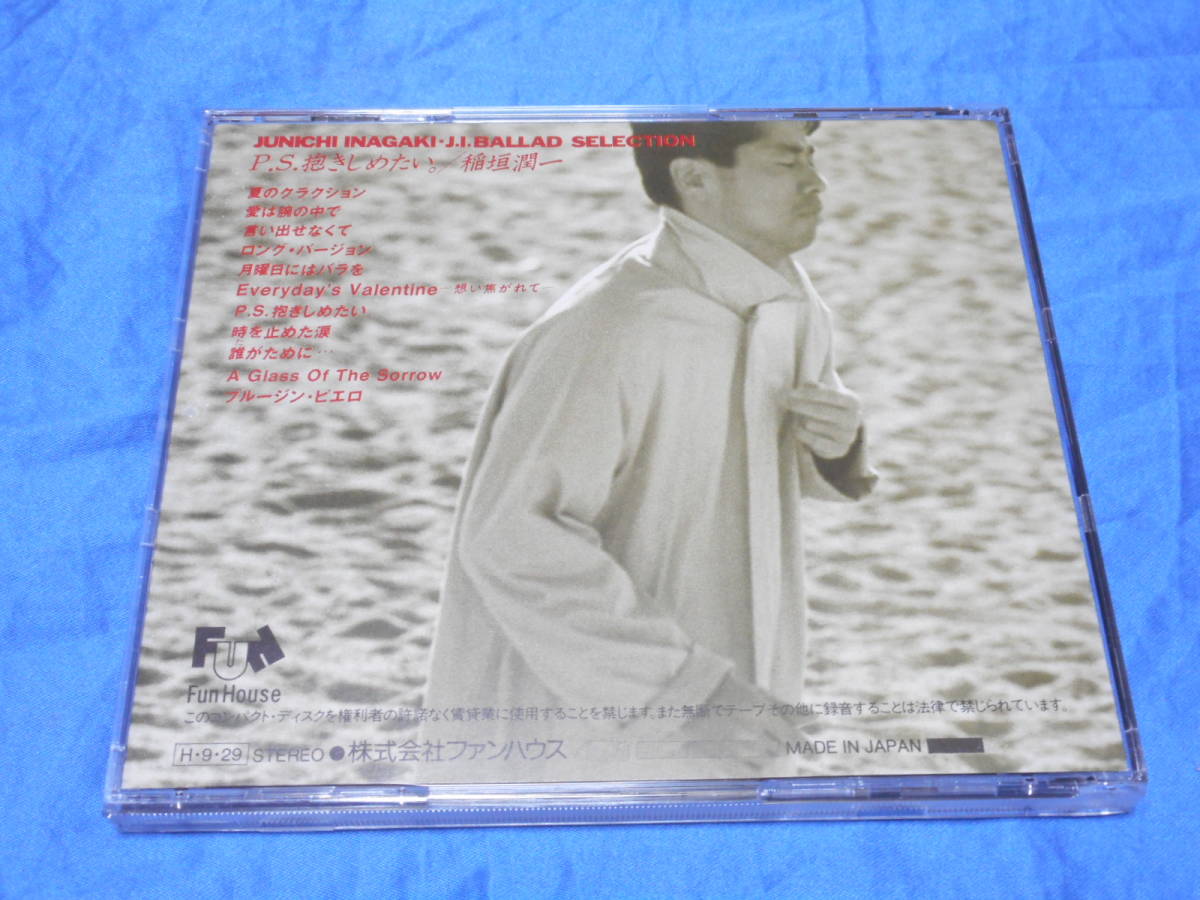 JUNICHI INAGAKI・J.I.BALLAD SELECTION
P.S.抱きしめたい。／稲垣潤一
夏のクラクション
愛は腕の中で
言い出せなくて
ロング・バージョン
月曜日にはバラを
Everyday's Valentine —想い焦がれて—
P.S.抱きしめたい
時を止めた涙
誰がために…
A Glass Of The Sorrow
ブルージン・ピエロ
FUN
Fun House
このコンパクト・ディスクを権利者の許諾なく賃貸業に使用することを禁じます。また無断でテープその他に録音することは法律で禁じられています。
H・9・29 STEREO ●株式会社ファンハウス MADE IN JAPAN